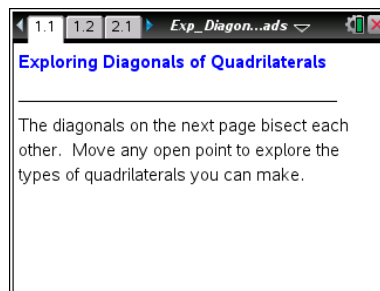 1.1 1.2 2.1 Exp_Diagon...ads
Exploring Diagonals of Quadrilaterals
The diagonals on the next page bisect each
other. Move any open point to explore the
types of quadrilaterals you can make.